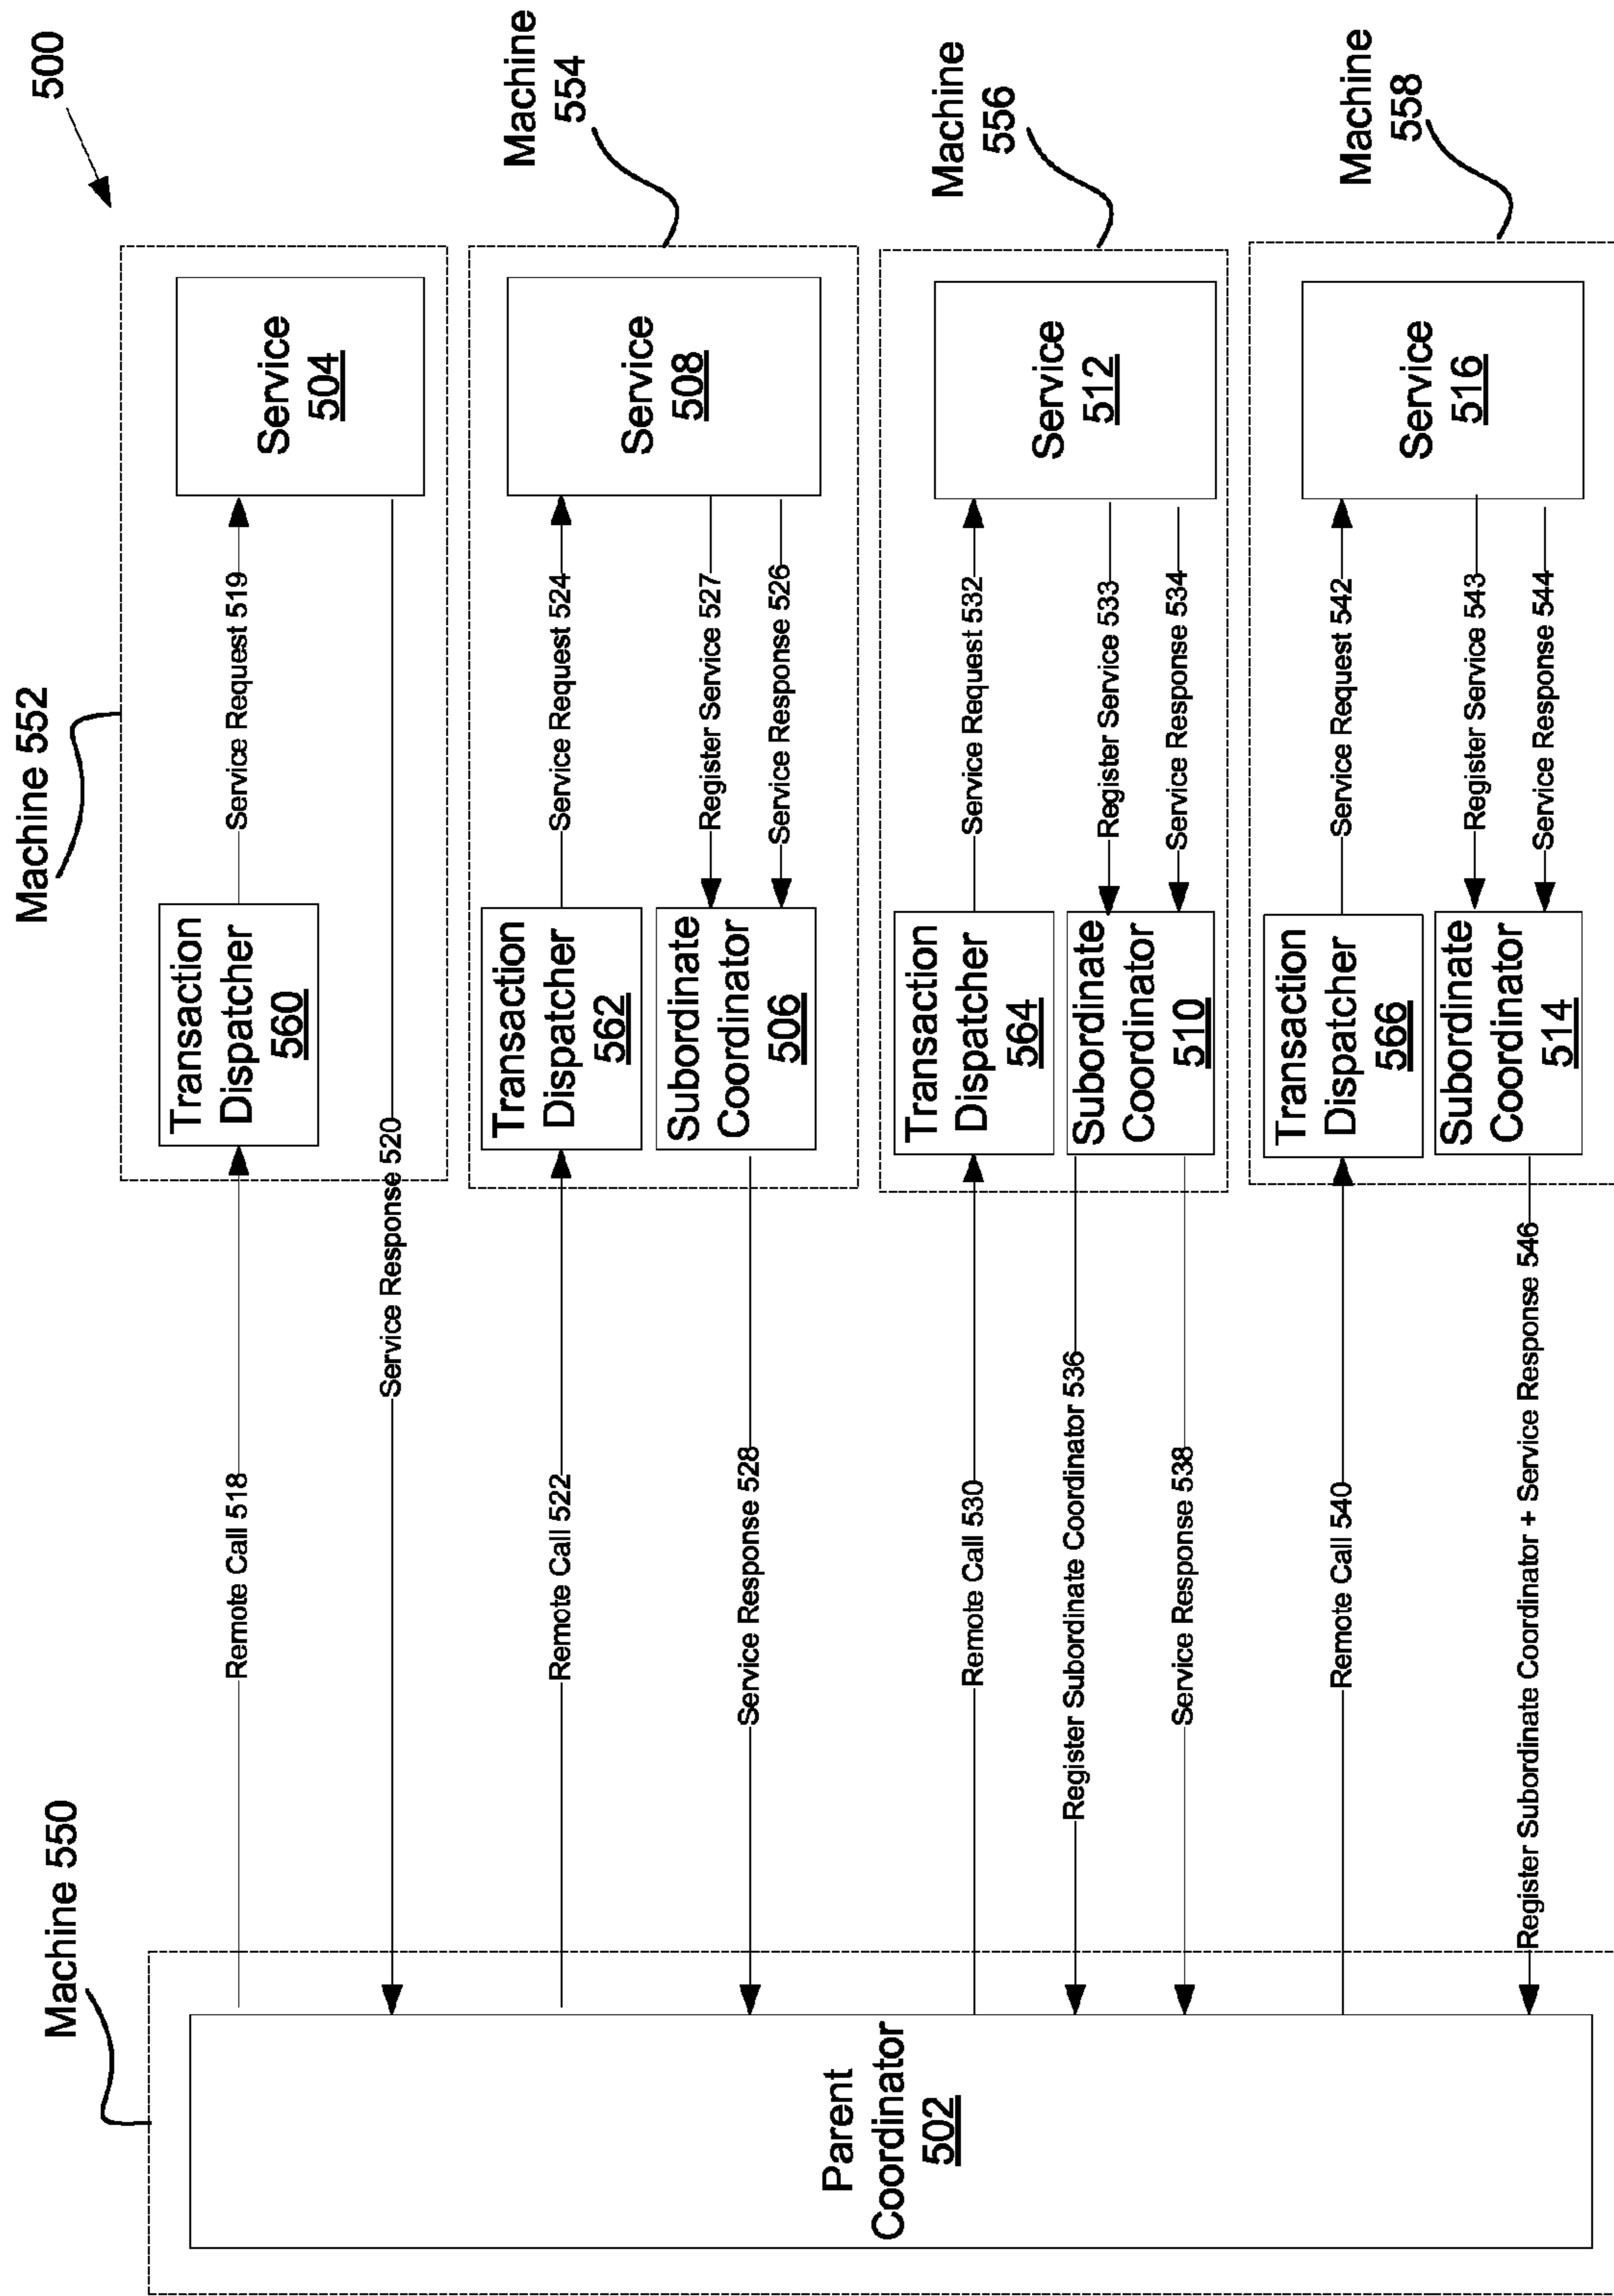 500
Machine 550
Parent
Coordinator
502
Machine 552
Remote Call 518
Transaction
Dispatcher
560
Service Request 519
Service
504
Service Response 520
Machine
554
Remote Call 522
Transaction
Dispatcher
562
Service Request 524
Service
508
Register Service 527
Service Response 526
Subordinate
Coordinator
506
Service Response 528
Machine
556
Remote Call 530
Transaction
Dispatcher
564
Service Request 532
Service
512
Register Service 533
Service Response 534
Subordinate
Coordinator
510
Register Subordinate Coordinator 536
Service Response 538
Machine
558
Remote Call 540
Transaction
Dispatcher
566
Service Request 542
Service
516
Register Service 543
Service Response 544
Subordinate
Coordinator
514
Register Subordinate Coordinator + Service Response 546